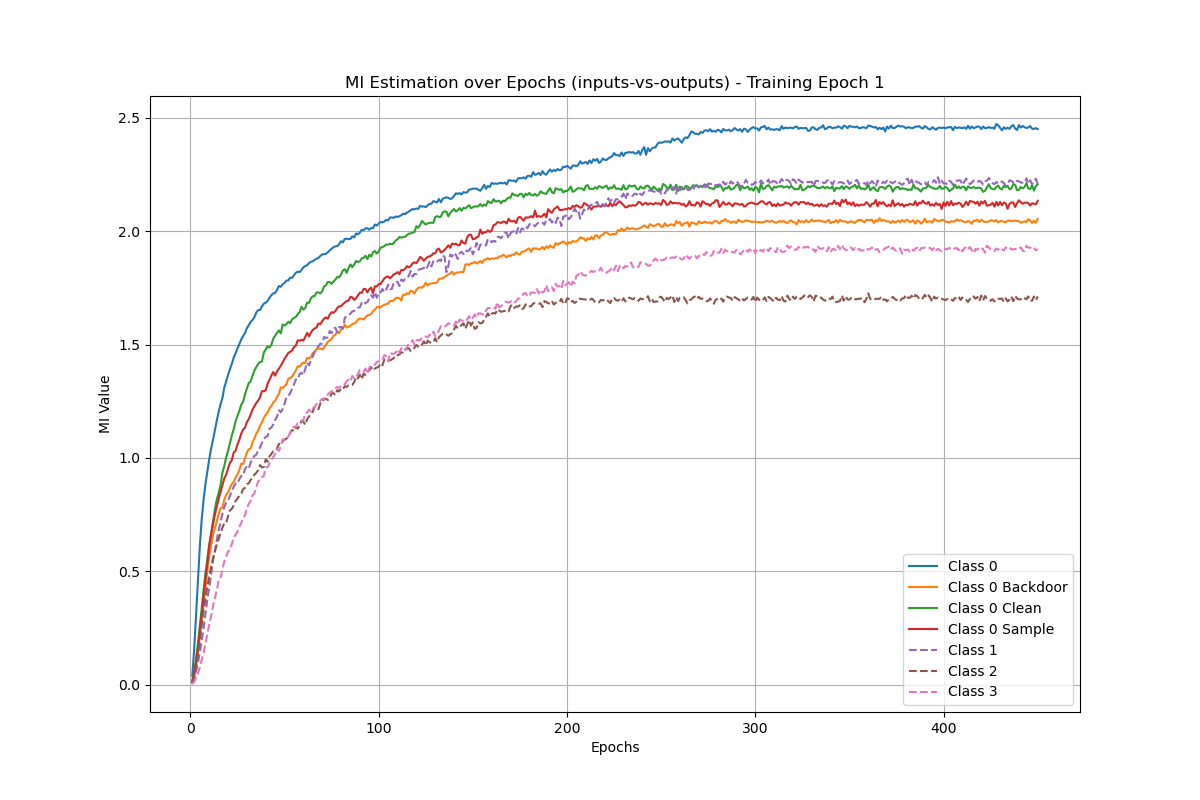 MI Estimation over Epochs (inputs-vs-outputs) - Training Epoch 1
MI Value
2.5
2.0
1.5
1.0
0.5
0.0
0 100 200 300 400
Epochs
Class 0
Class 0 Backdoor
Class 0 Clean
Class 0 Sample
Class 1
Class 2
Class 3